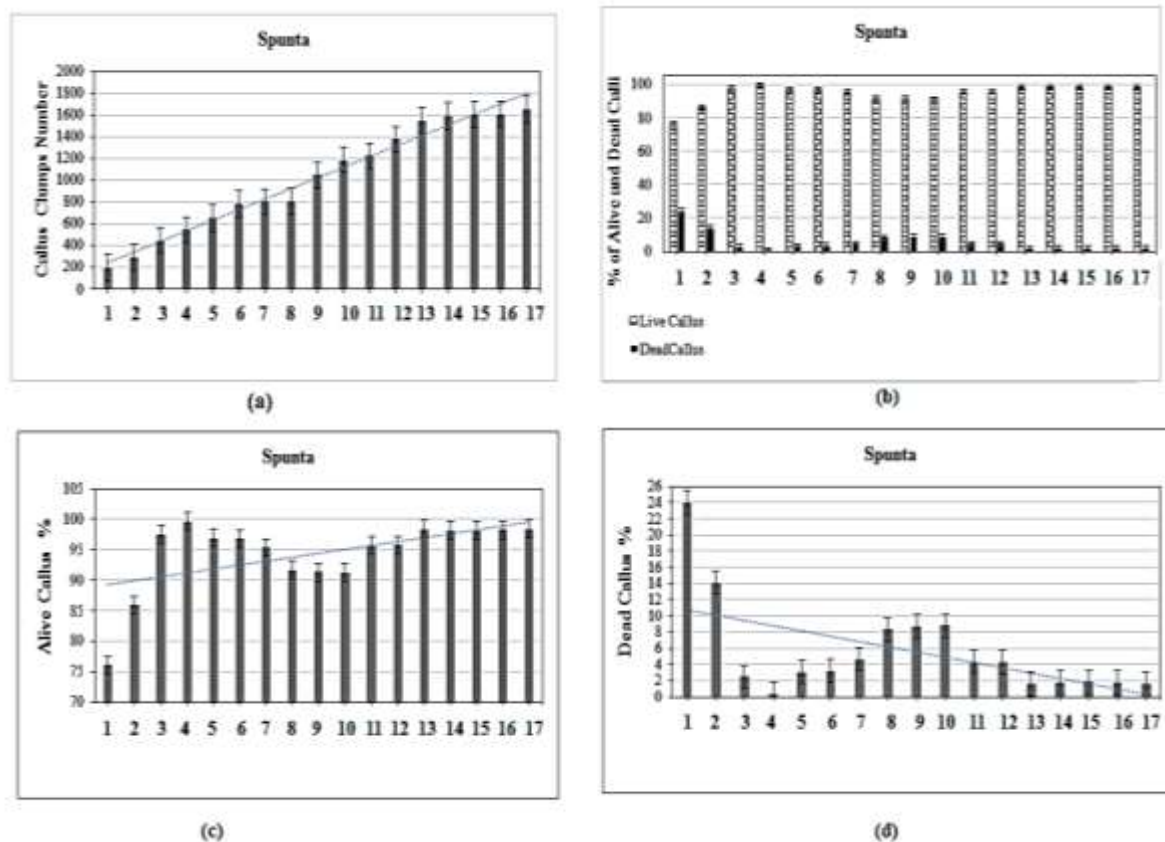 Spunta
Callus Clumps Number
2000
1800
1600
1400
1200
1000
800
600
400
200
0
1 2 3 4 5 6 7 8 9 10 11 12 13 14 15 16 17
(a)
Spunta
% of Alive und Dead Culli
100
80
60
40
20
0
1 2 3 4 5 6 7 8 9 10 11 12 13 14 15 16 17
Live Callus
DeadCallus
(b)
Spunta
Alive Callus %
105
100
95
90
85
80
75
70
1 2 3 4 5 6 7 8 9 10 11 12 13 14 15 16 17
(c)
Spunta
Dead Callus %
26
24
22
20
18
16
14
12
10
8
6
4
2
0
1 2 3 4 5 6 7 8 9 10 11 12 13 14 15 16 17
(d)